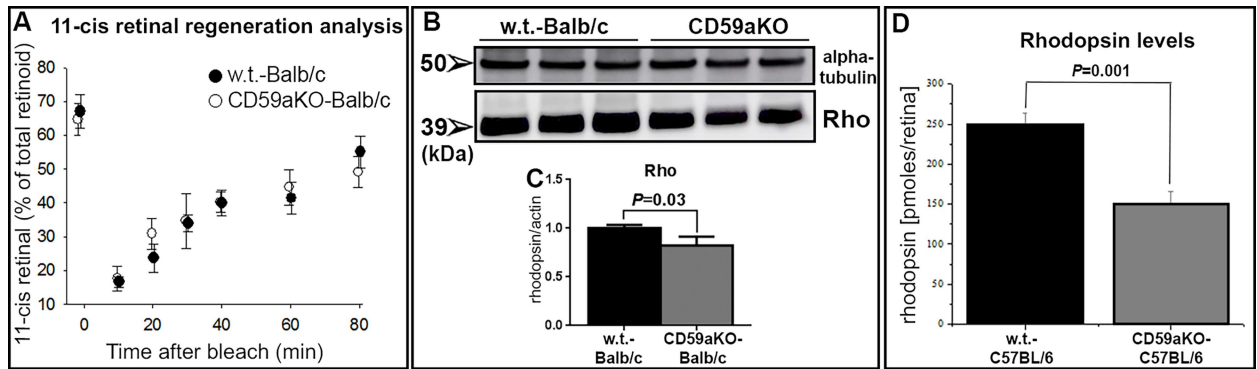 A
11-cis retinal regeneration analysis
11-cis retinal (% of total retinoid)
80
70
60
50
40
30
20
10
w.t.-Balb/c
CD59aKO-Balb/c
0 20 40 60 80
Time after bleach (min)
B
w.t.-Balb/c CD59aKO
50
alpha-
tubulin
39
Rho
(kDa)
C
Rho
rhodopsin/actin
1.5
1.0
0.5
0.0
P=0.03
w.t.-
Balb/c
CD59aKO-
Balb/c
D
Rhodopsin levels
rhodopsin [pmoles/retina]
300
250
200
150
100
50
0
P=0.001
w.t.-
C57BL/6
CD59aKO-
C57BL/6